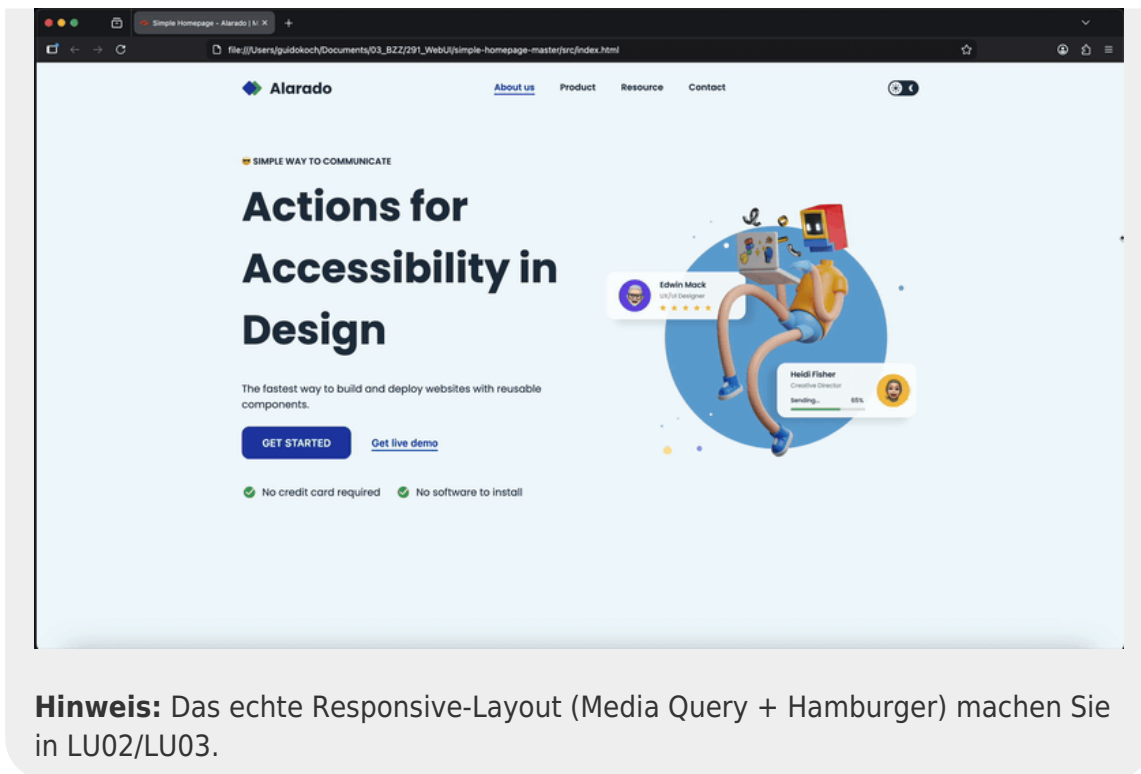 Simple Homepage - Alarado | M
file:///Users/guidokoch/Documents/03_BZZ/291_WebUI/simple-homepage-master/src/index.html
Alarado
About us Product Resource Contact
SIMPLE WAY TO COMMUNICATE
Actions for
Accessibility in
Design
Edwin Mack
UX/UI Designer
Heidi Fisher
Creative Director
Sending... 65%
The fastest way to build and deploy websites with reusable
components.
GET STARTED Get live demo
No credit card required No software to install
Hinweis: Das echte Responsive-Layout (Media Query + Hamburger) machen Sie
in LU02/LU03.